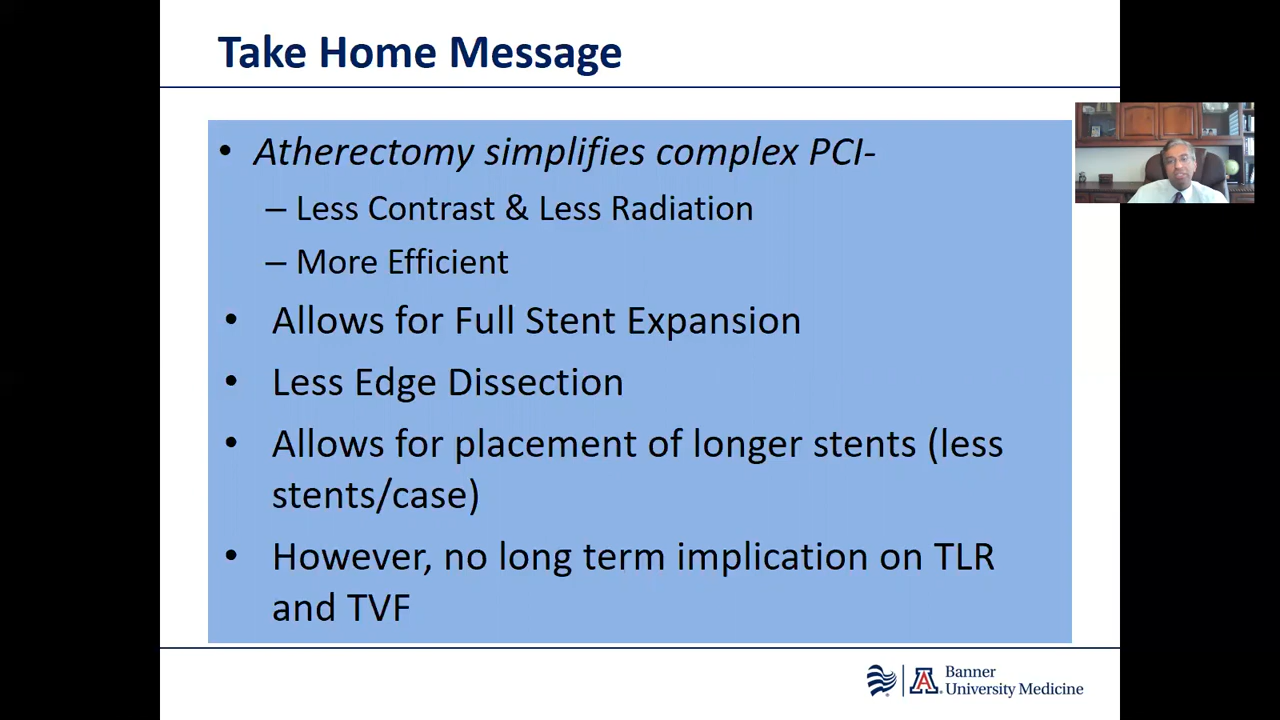 Take Home Message
• Atherectomy simplifies complex PCI-
– Less Contrast & Less Radiation
– More Efficient
• Allows for Full Stent Expansion
• Less Edge Dissection
• Allows for placement of longer stents (less
stents/case)
• However, no long term implication on TLR
and TVF
A
Banner
University Medicine